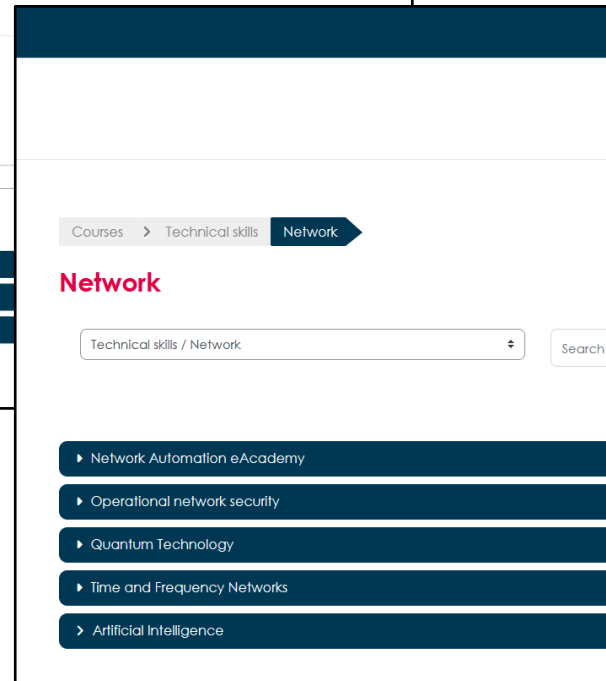 Courses > Technical skills Network
Network
Technical skills / Network
Search
Network Automation eAcademy
Operational network security
Quantum Technology
Time and Frequency Networks
Artificial Intelligence